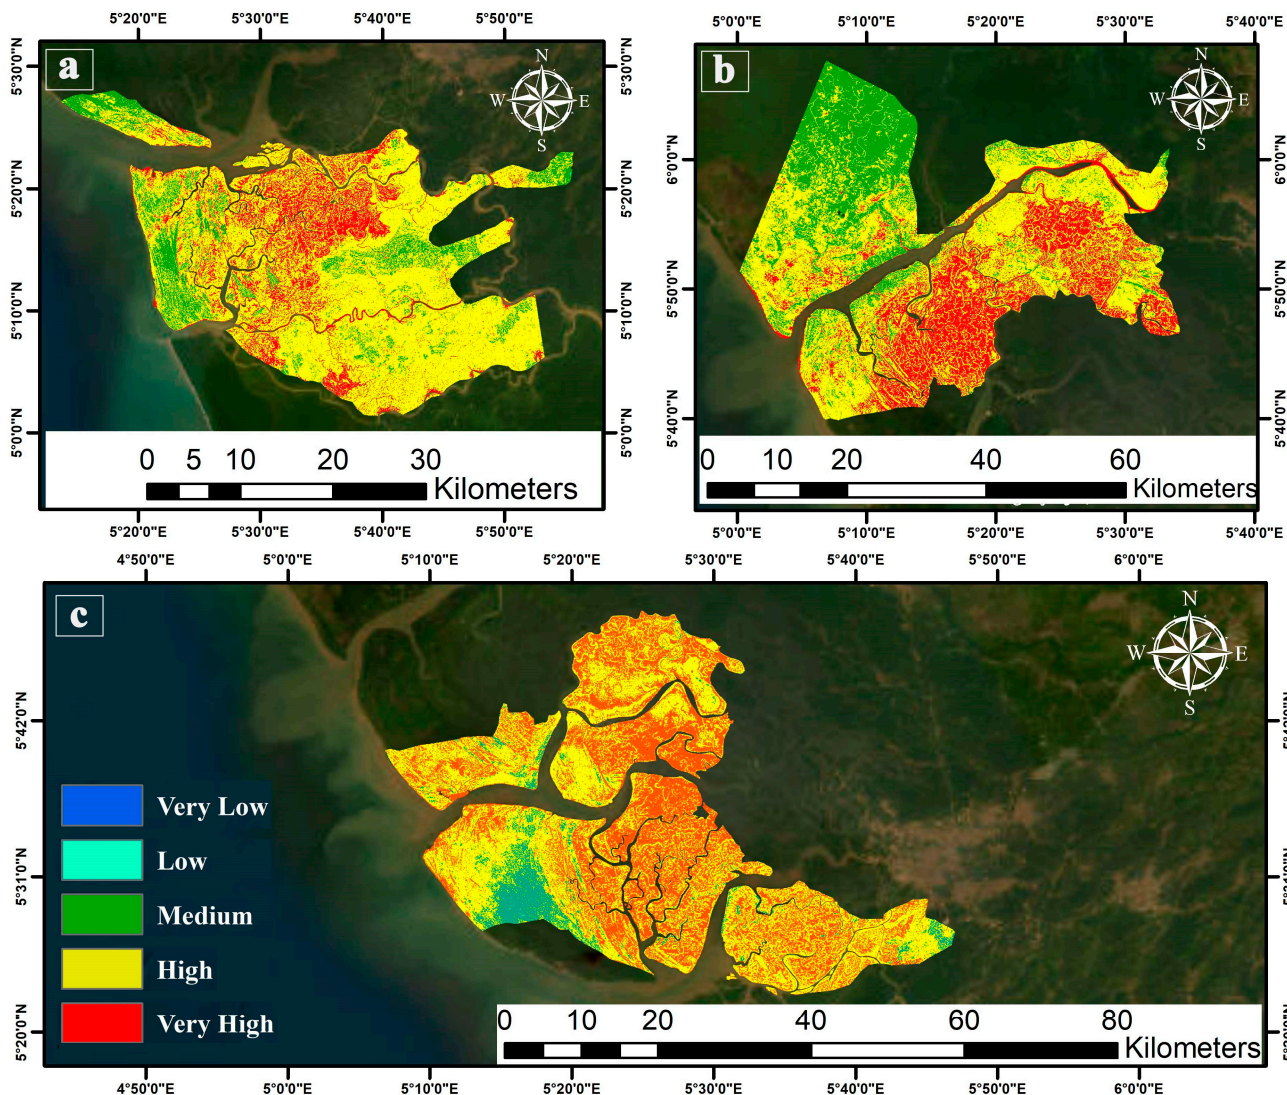 5°20'0"E 5°30'0"E 5°40'0"E 5°50'0"E
5°0'0"E 5°10'0"E 5°20'0"E 5°30'0"E 5°40'0"E
a
N
W E
S
b
N
W E
S
5°30'0"N 5°20'0"N 5°10'0"N 5°0'0"N
5°30'0"N 5°20'0"N 5°10'0"N 5°0'0"N
6°0'0"N 5°50'0"N 5°40'0"N
6°0'0"N 5°50'0"N 5°40'0"N
0 5 10 20 30
Kilometers
0 10 20 40 60
Kilometers
5°20'0"E 5°30'0"E 5°40'0"E 5°50'0"E
5°0'0"E 5°10'0"E 5°20'0"E 5°30'0"E 5°40'0"E
4°50'0"E 5°0'0"E 5°10'0"E 5°20'0"E 5°30'0"E 5°40'0"E 5°50'0"E 6°0'0"E
c
N
W E
S
5°42'0"N 5°31'0"N 5°20'0"N
Very Low
Low
Medium
High
Very High
0 10 20 40 60 80
Kilometers
4°50'0"E 5°0'0"E 5°10'0"E 5°20'0"E 5°30'0"E 5°40'0"E 5°50'0"E 6°0'0"E